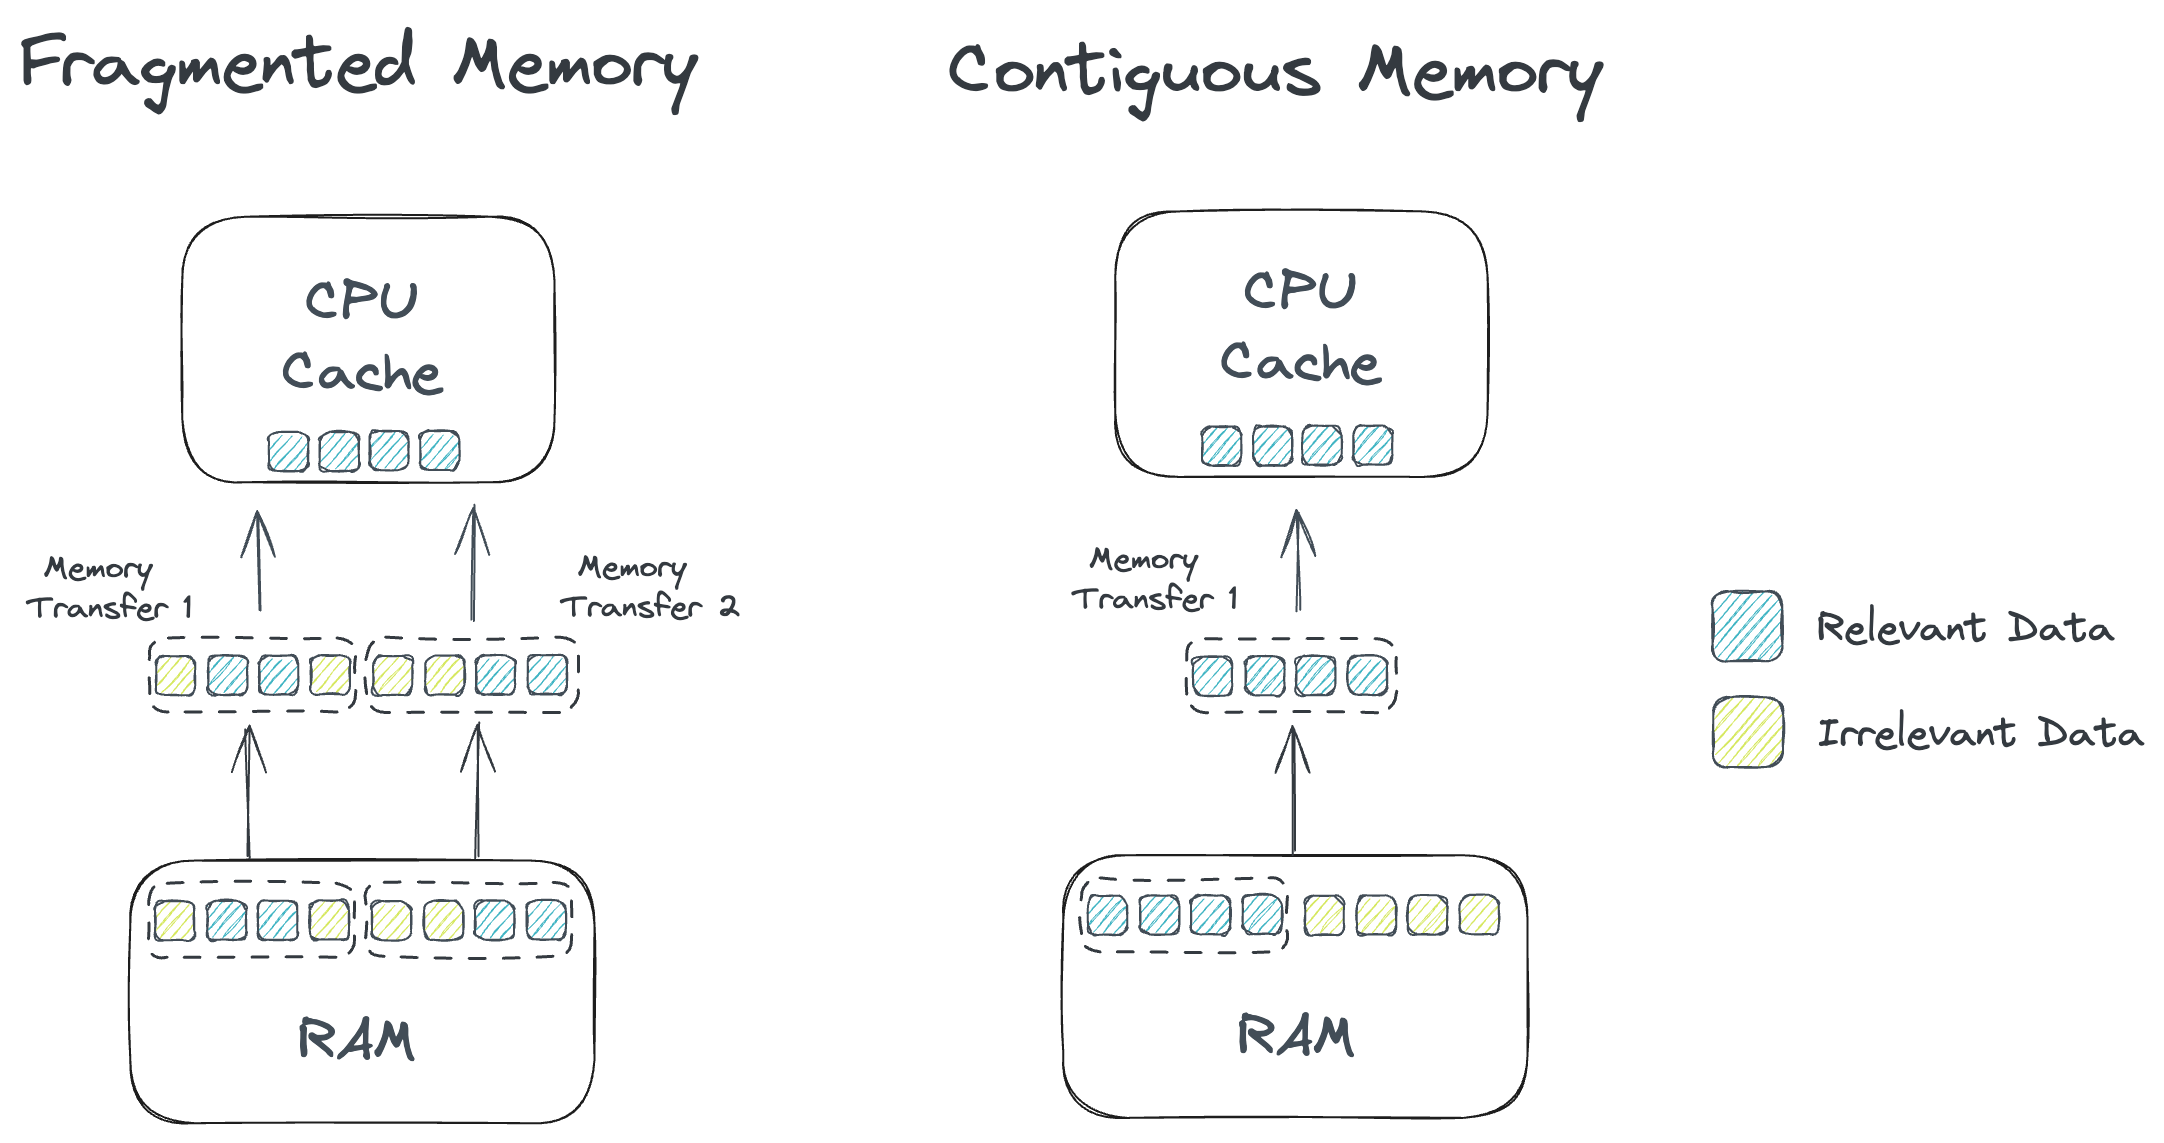 Fragmented Memory
Contiguous Memory
CPU
Cache
Memory
Transfer 1
Memory
Transfer 2
RAM
CPU
Cache
Memory
Transfer 1
RAM
Relevant Data
Irrelevant Data